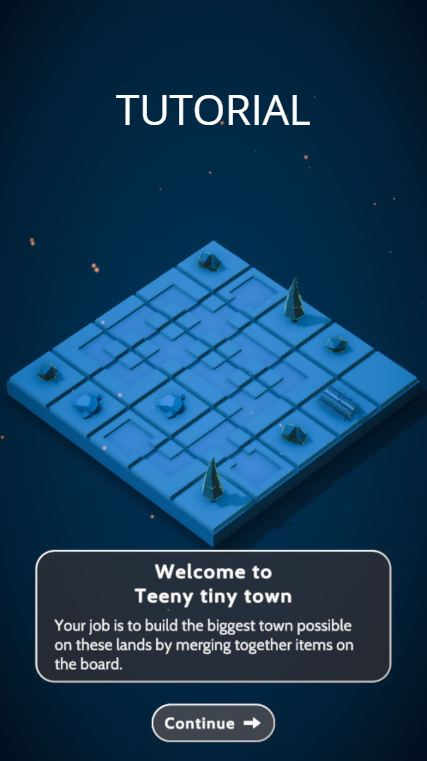 TUTORIAL
Welcome to
Teeny tiny town
Your job is to build the biggest town possible
on these lands by merging together items on
the board.
Continue